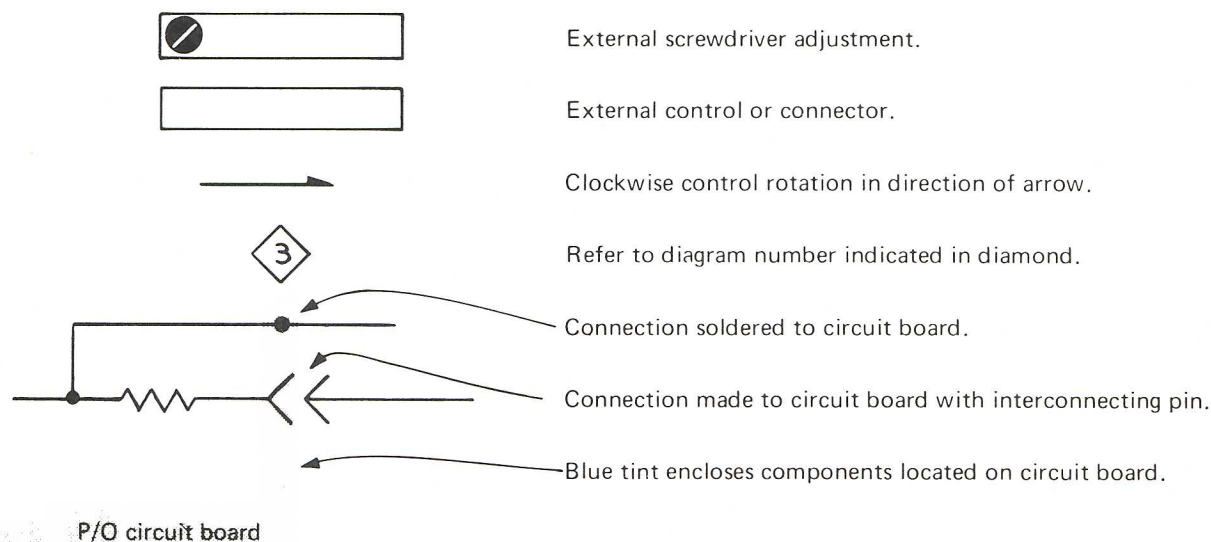 External screwdriver adjustment.
External control or connector.
Clockwise control rotation in direction of arrow.
3
Refer to diagram number indicated in diamond.
Connection soldered to circuit board.
Connection made to circuit board with interconnecting pin.
Blue tint encloses components located on circuit board.
P/O circuit board